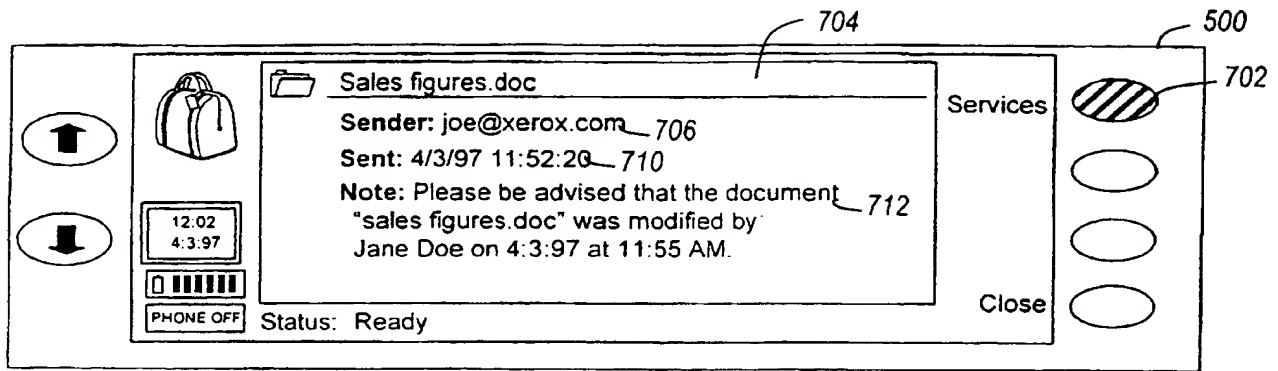 704
500
702
Sales figures.doc
Services
Sender: joe@xerox.com 706
Sent: 4/3/97 11:52:20 710
Note: Please be advised that the document 712
"sales figures.doc" was modified by
Jane Doe on 4:3:97 at 11:55 AM.
12:02
4:3:97
PHONE OFF
Status: Ready
Close